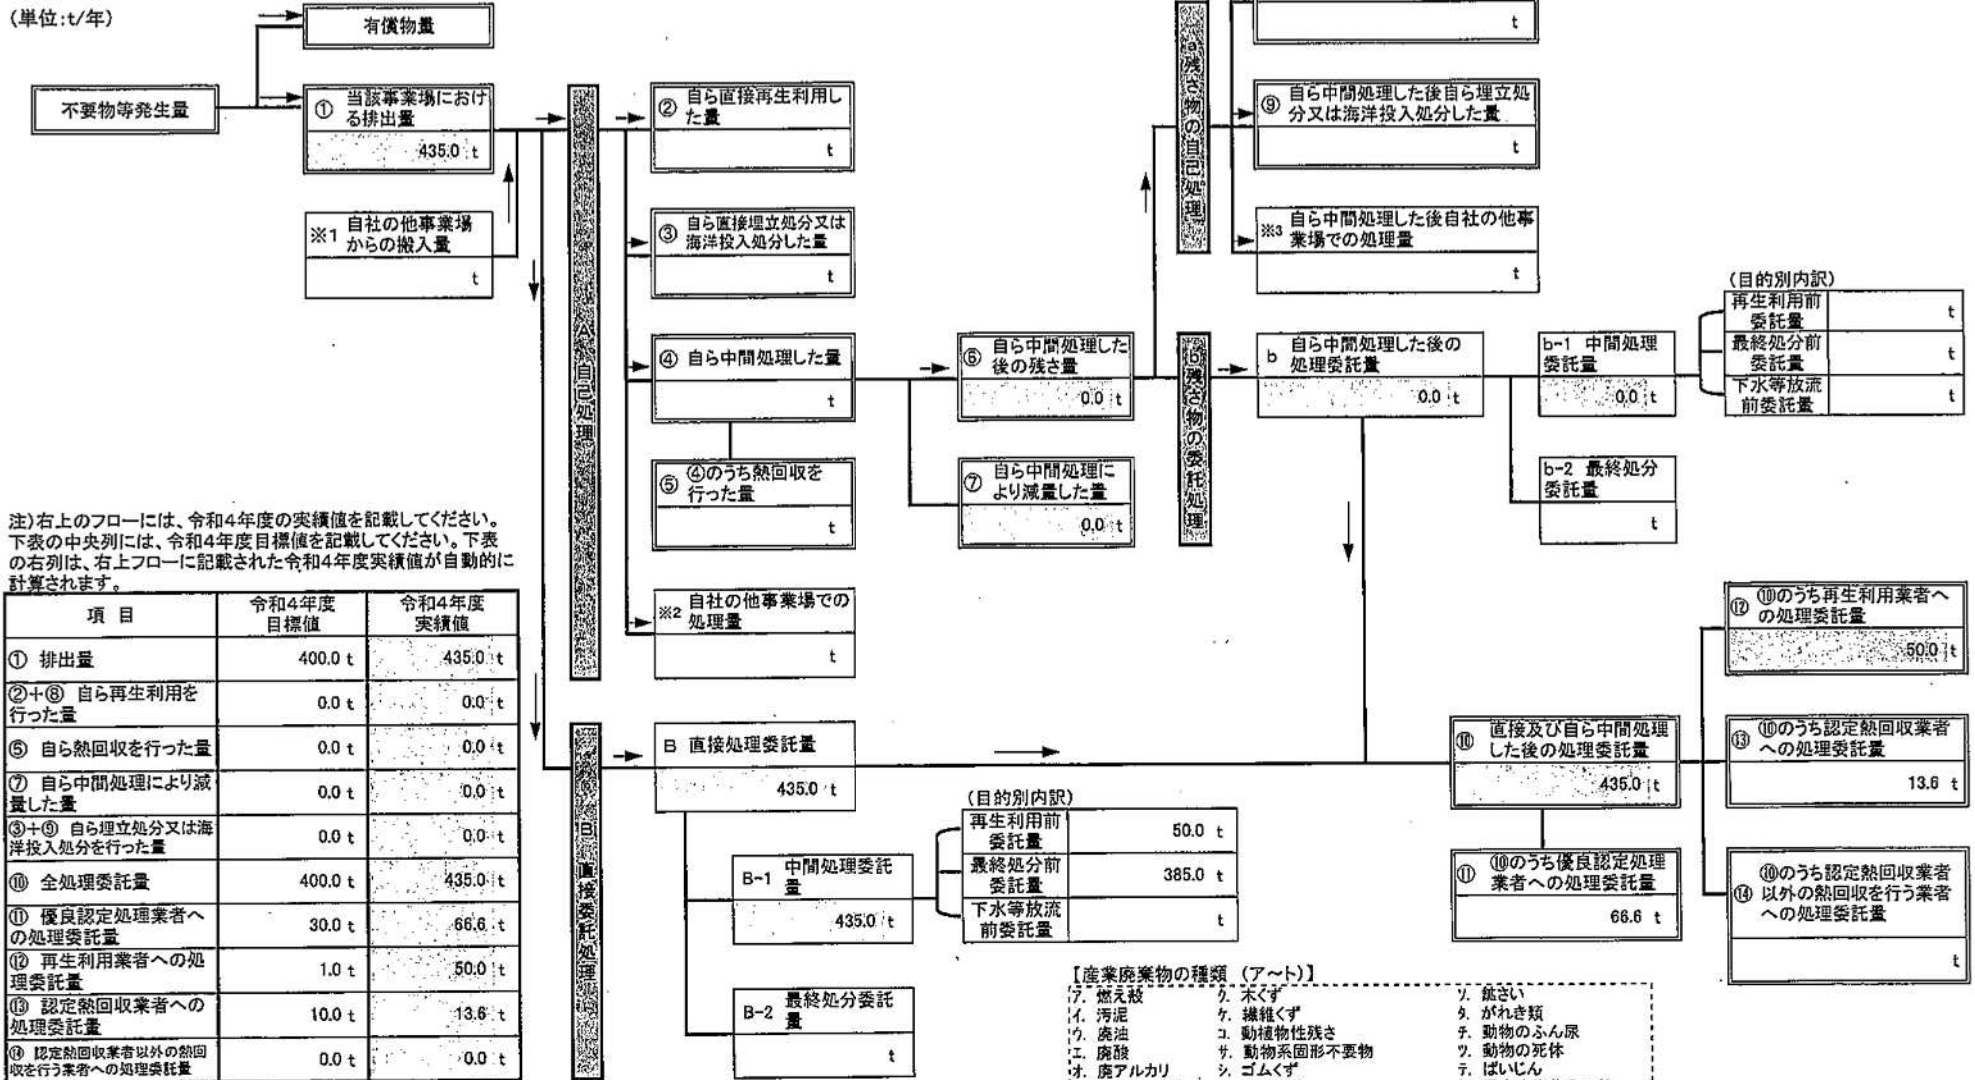 (単位:t/年)
有償物量
不要物等発生量
① 当該事業場におけ
る排出量
435.0 t
※1 自社の他事業場
からの搬入量
t
A 自己処理
② 自ら直接再生利用し
た量
t
③ 自ら直接埋立処分又は
海洋投入処分した量
t
④ 自ら中間処理した量
t
⑤ ④のうち熱回収を
行った量
t
※2 自社の他事業場での
処理量
t
⑥ 自ら中間処理した
後の残さ量
0.0 t
⑦ 自ら中間処理に
より減量した量
0.0 t
a 残さ物の自己処理
t
⑨ 自ら中間処理した後自ら埋立処
分又は海洋投入処分した量
t
※3 自ら中間処理した後自社の他事
業場での処理量
t
b 残さ物の委託処理
b 自ら中間処理した後の
処理委託量
0.0 t
b-1 中間処理
委託量
0.0 t
(目的別内訳)
再生利用前
委託量
t
最終処分前
委託量
t
下水等放流
前委託量
t
b-2 最終処分
委託量
t
注)右上のフローには、令和4年度の実績値を記載してください。
下表の中央列には、令和4年度目標値を記載してください。下表
の右列は、右上フローに記載された令和4年度実績値が自動的に
計算されます。
項 目 令和4年度 目標値 令和4年度 実績値
① 排出量 400.0 t 435.0 t
②+⑧ 自ら再生利用を
行った量 0.0 t 0.0 t
⑤ 自ら熱回収を行った量 0.0 t 0.0 t
⑦ 自ら中間処理により減
量した量 0.0 t 0.0 t
③+⑨ 自ら埋立処分又は海
洋投入処分を行った量 0.0 t 0.0 t
⑩ 全処理委託量 400.0 t 435.0 t
⑪ 優良認定処理業者へ
の処理委託量 30.0 t 66.6 t
⑫ 再生利用業者への処
理委託量 1.0 t 50.0 t
⑬ 認定熱回収業者への
処理委託量 10.0 t 13.6 t
⑭ 認定熱回収業者以外の熱回
収を行う業者への処理委託量 0.0 t 0.0 t
B 直接委託処理
B 直接処理委託量
435.0 t
B-1 中間処理委託
量
435.0 t
(目的別内訳)
再生利用前
委託量
50.0 t
最終処分前
委託量
385.0 t
下水等放流
前委託量
t
B-2 最終処分委託
量
t
⑩ 直接及び自ら中間処理
した後の処理委託量
435.0 t
⑪ ⑩のうち優良認定処理
業者への処理委託量
66.6 t
⑫ ⑩のうち再生利用業者へ
の処理委託量
50.0 t
⑬ ⑩のうち認定熱回収業者
への処理委託量
13.6 t
⑭ ⑩のうち認定熱回収業者
以外の熱回収を行う業者
への処理委託量
t
【産業廃棄物の種類 (ア~ト)】
ア. 燃え殻 ク. 木くず ソ. 鉱さい
イ. 汚泥 ケ. 繊維くず タ. がれき類
ウ. 廃油 コ. 動植物性残さ チ. 動物のふん尿
エ. 廃酸 サ. 動物系固形不要物 ツ. 動物の死体
オ. 廃アルカリ シ. ゴムくず テ. ばいじん